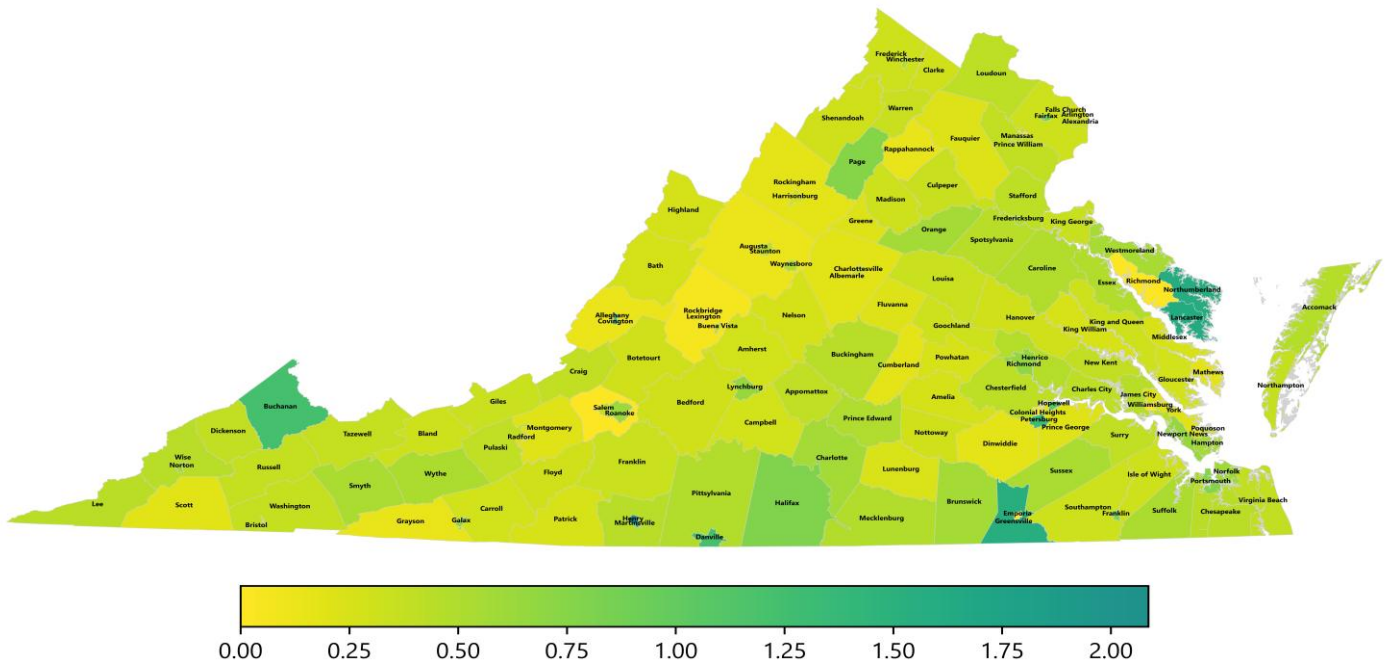 Frederick
Winchester
Clarke
Loudoun
Falls Church
Fairfax
Arlington
Alexandria
Warren
Shenandoah
Manassas
Prince William
Fauquier
Rappahannock
Page
Rockingham
Harrisonburg
Culpeper
Madison
Stafford
Highland
Greene
Orange
Fredericksburg
King George
Spotsylvania
Augusta
Staunton
Waynesboro
Westmoreland
Bath
Charlottesville
Albemarle
Louisa
Caroline
Essex
Richmond
Northumberland
Rockbridge
Lexington
Buena Vista
Alleghany
Covington
Nelson
Fluvanna
Goochland
Hanover
King and Queen
King William
Lancaster
Middlesex
Accomack
Botetourt
Amherst
Buckingham
Cumberland
Powhatan
Henrico
Richmond
New Kent
Mathews
Gloucester
Northampton
Craig
Lynchburg
Appomattox
Chesterfield
Charles City
James City
Williamsburg
York
Buchanan
Giles
Salem
Roanoke
Bedford
Campbell
Amelia
Hopewell
Colonial Heights
Petersburg
Prince George
Prince Edward
Dickenson
Tazewell
Bland
Montgomery
Radford
Pulaski
Nottoway
Dinwiddie
Surry
Poquoson
Newport News
Hampton
Wise
Norton
Russell
Wythe
Smyth
Floyd
Franklin
Charlotte
Lunenburg
Sussex
Isle of Wight
Norfolk
Portsmouth
Lee
Scott
Washington
Bristol
Grayson
Galax
Carroll
Patrick
Henry
Martinsville
Pittsylvania
Danville
Halifax
Mecklenburg
Brunswick
Emporia
Greensville
Southampton
Franklin
Suffolk
Chesapeake
Virginia Beach
0.00 0.25 0.50 0.75 1.00 1.25 1.50 1.75 2.00